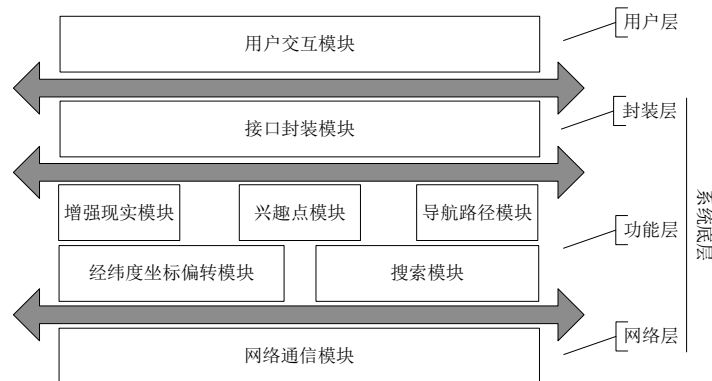 用户交互模块
用户层
接口封装模块
封装层
增强现实模块
兴趣点模块
导航路径模块
经纬度坐标偏转模块
搜索模块
功能层
系统底层
网络通信模块
网络层